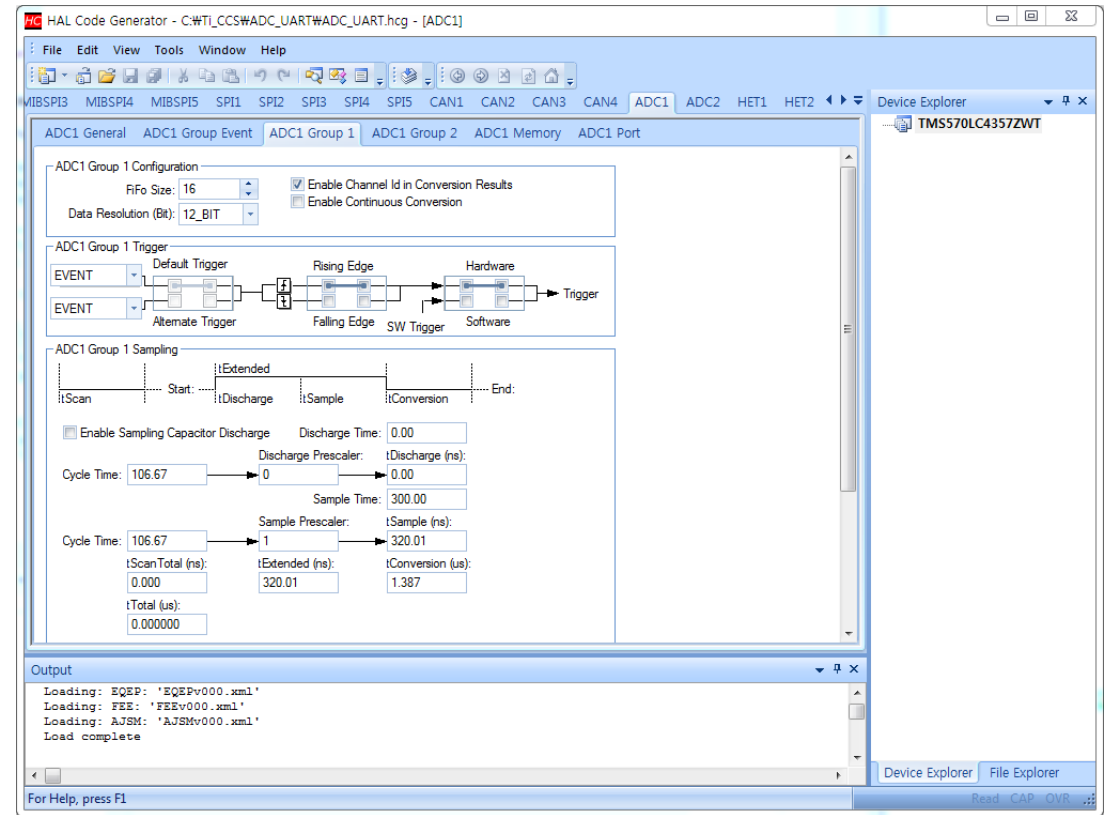 HC HAL Code Generator - C:₩Ti_CCS₩ADC_UART₩ADC_UART.hcg - [ADC1]
File Edit View Tools Window Help
MIBSPI3 MIBSPI4 MIBSPI5 SPI1 SPI2 SPI3 SPI4 SPI5 CAN1 CAN2 CAN3 CAN4 ADC1 ADC2 HET1 HET2
Device Explorer
TMS570LC4357ZWT
ADC1 General ADC1 Group Event ADC1 Group 1 ADC1 Group 2 ADC1 Memory ADC1 Port
ADC1 Group 1 Configuration
FiFo Size: 16
Enable Channel Id in Conversion Results
Enable Continuous Conversion
Data Resolution (Bit): 12_BIT
ADC1 Group 1 Trigger
Default Trigger Rising Edge Hardware
EVENT
Trigger
EVENT
Alternate Trigger Falling Edge SW Trigger Software
ADC1 Group 1 Sampling
tExtended
Start: End:
tScan tDischarge tSample tConversion
Enable Sampling Capacitor Discharge Discharge Time: 0.00
Discharge Prescaler: tDischarge (ns):
Cycle Time: 106.67 0 0.00
Sample Time: 300.00
Sample Prescaler: tSample (ns):
Cycle Time: 106.67 1 320.01
tScanTotal (ns): tExtended (ns): tConversion (us):
0.000 320.01 1.387
tTotal (us):
0.000000
Output
Loading: EQEP: 'EQEPv000.xml'
Loading: FEE: 'FEEv000.xml'
Loading: AJSM: 'AJSMv000.xml'
Load complete
Device Explorer File Explorer
For Help, press F1
Read CAP OVR